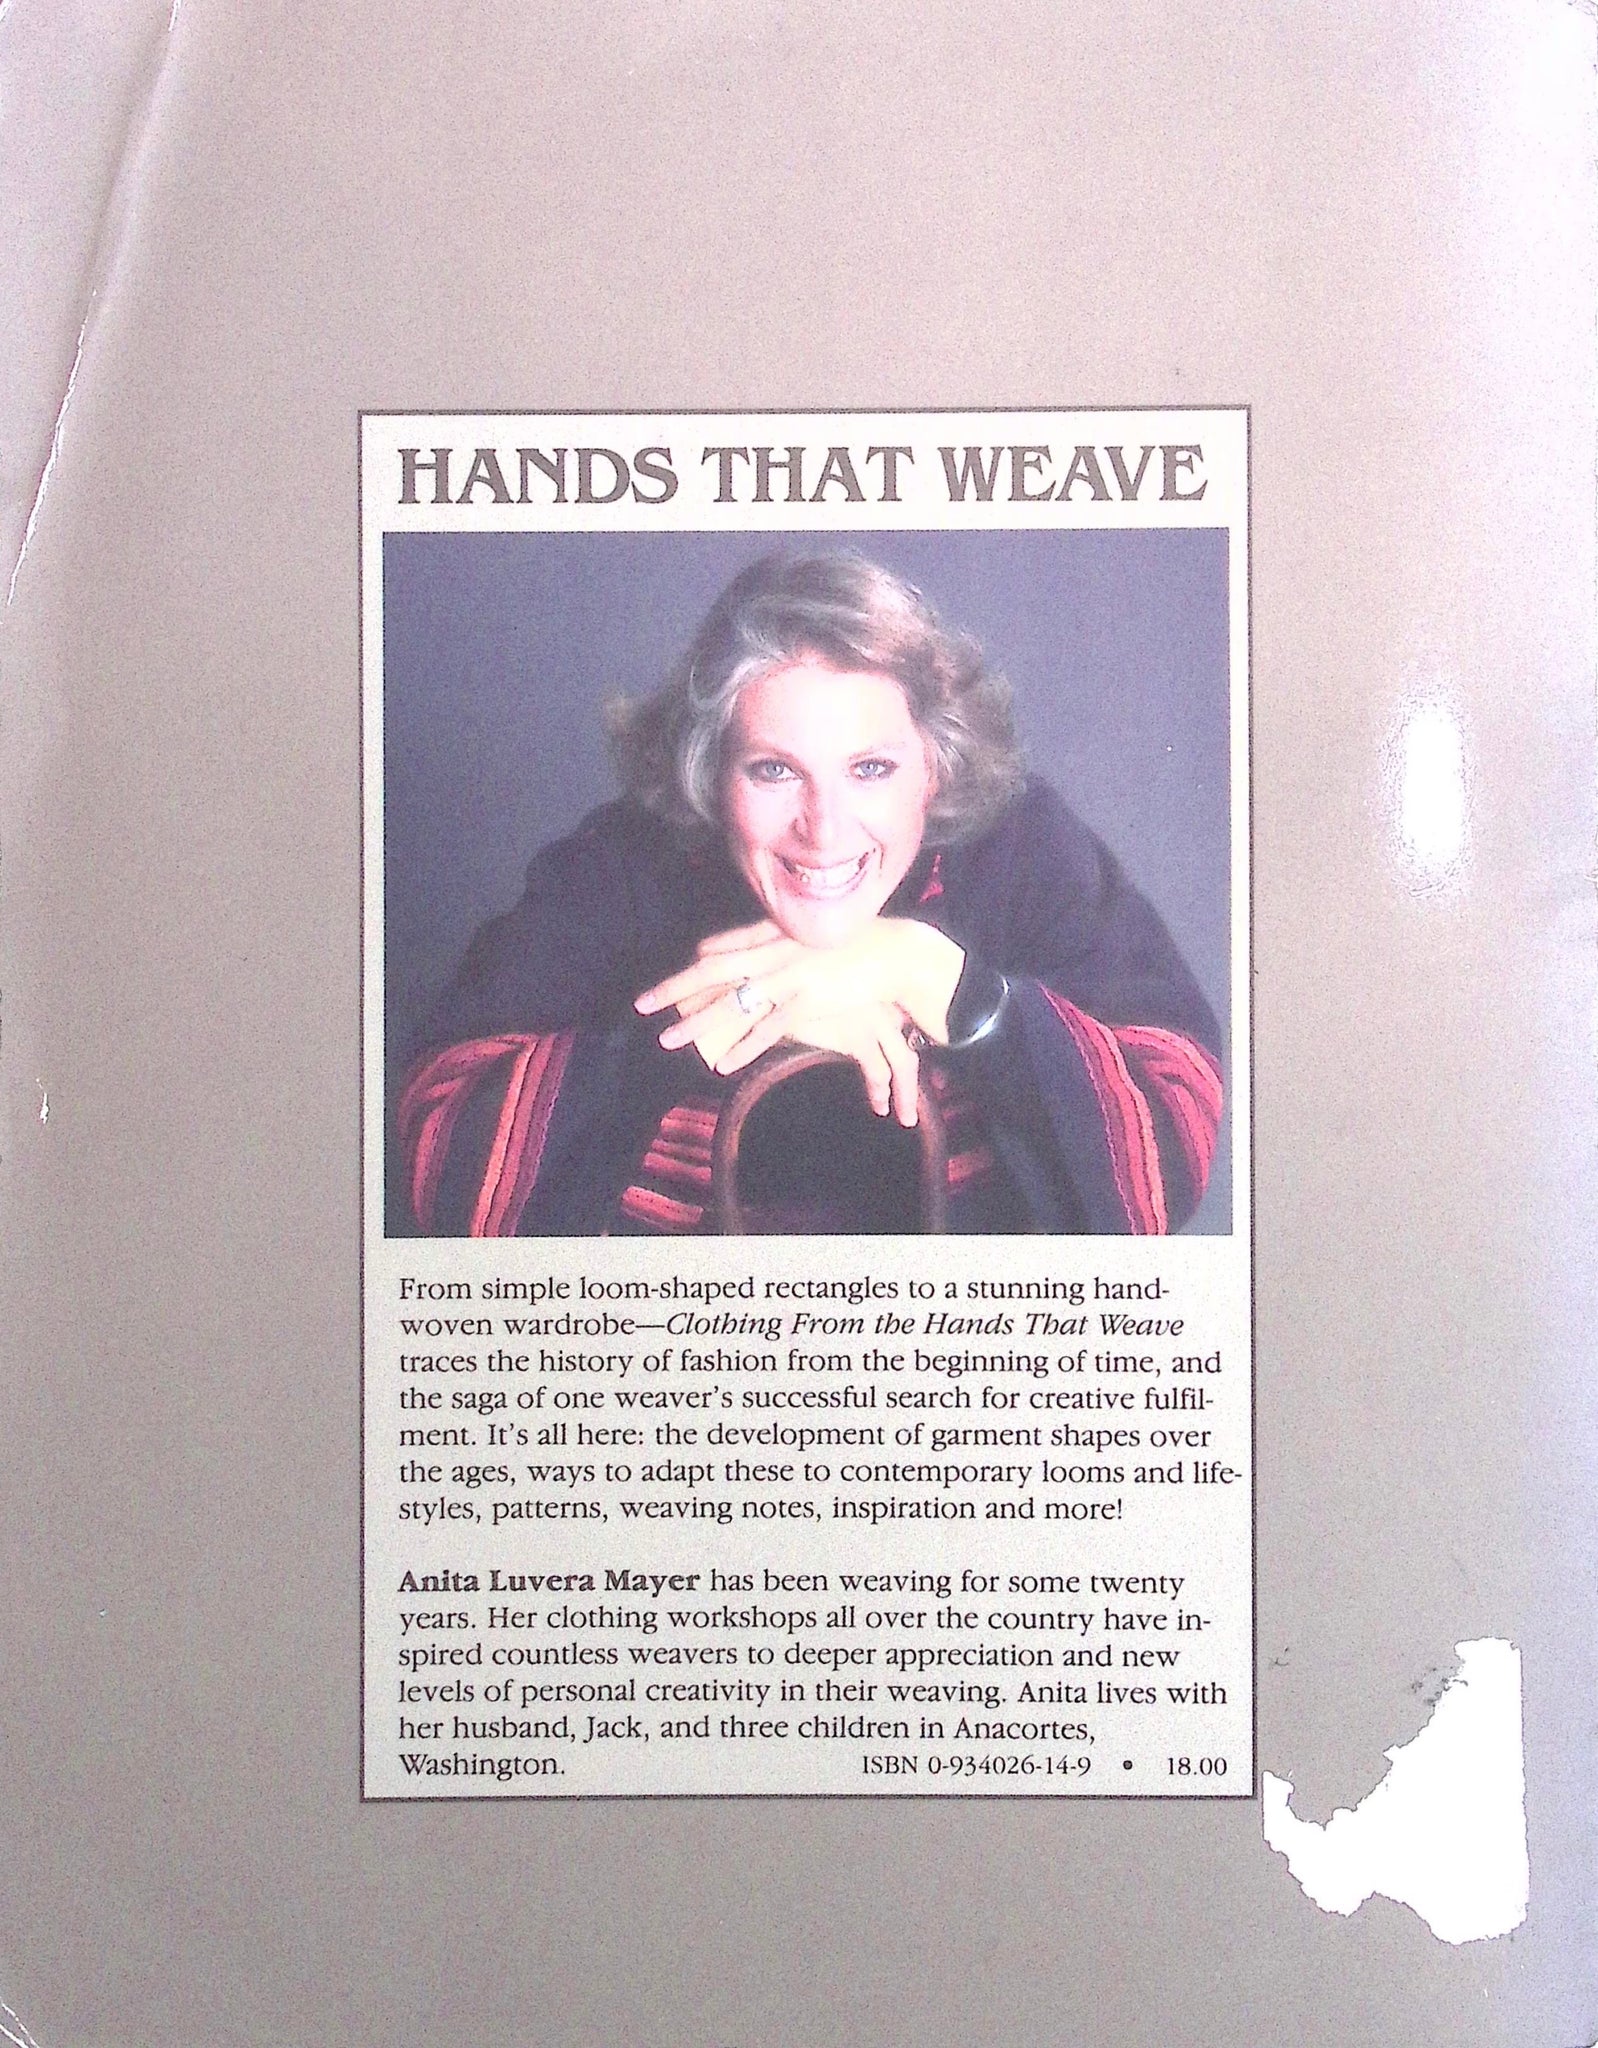 HANDS THAT WEAVE
From simple loom-shaped rectangles to a stunning hand-
woven wardrobe—Clothing From the Hands That Weave
traces the history of fashion from the beginning of time, and
the saga of one weaver's successful search for creative fulfil-
ment. It's all here: the development of garment shapes over
the ages, ways to adapt these to contemporary looms and life-
styles, patterns, weaving notes, inspiration and more!
Anita Luvera Mayer has been weaving for some twenty
years. Her clothing workshops all over the country have in-
spired countless weavers to deeper appreciation and new
levels of personal creativity in their weaving. Anita lives with
her husband, Jack, and three children in Anacortes,
Washington. ISBN 0-934026-14-9 • 18.00